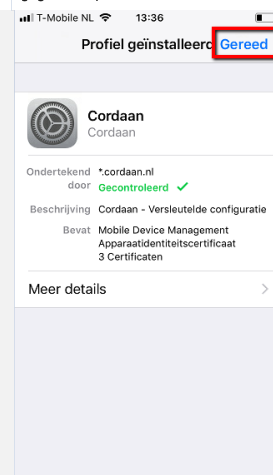 T-Mobile NL 13:36
Profiel geïnstalleerd Gereed
Cordaan
Cordaan
Ondertekend door *.cordaan.nl
Gecontroleerd ✓
Beschrijving Cordaan - Versleutelde configuratie
Bevat Mobile Device Management
Apparaatidentiteitscertificaat
3 Certificaten
Meer details